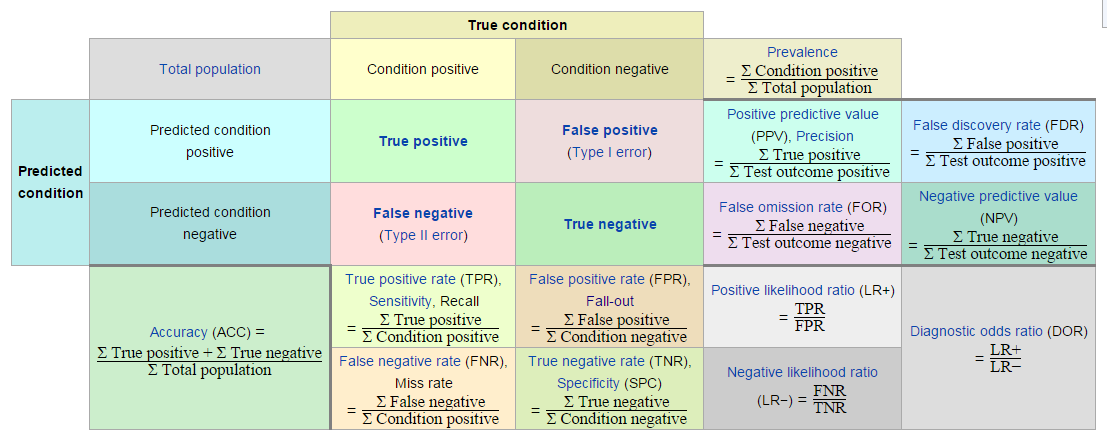 True condition
Total population
Condition positive
Condition negative
Prevalence
= Σ Condition positive
Σ Total population
Predicted
condition
Predicted condition
positive
True positive
False positive
(Type I error)
Positive predictive value
(PPV), Precision
= Σ True positive
Σ Test outcome positive
False discovery rate (FDR)
= Σ False positive
Σ Test outcome positive
Predicted condition
negative
False negative
(Type II error)
True negative
False omission rate (FOR)
= Σ False negative
Σ Test outcome negative
Negative predictive value
(NPV)
= Σ True negative
Σ Test outcome negative
Accuracy (ACC) =
Σ True positive + Σ True negative
Σ Total population
True positive rate (TPR),
Sensitivity, Recall
= Σ True positive
Σ Condition positive
False positive rate (FPR),
Fall-out
= Σ False positive
Σ Condition negative
Positive likelihood ratio (LR+)
= TPR
FPR
Diagnostic odds ratio (DOR)
= LR+
LR−
False negative rate (FNR),
Miss rate
= Σ False negative
Σ Condition positive
True negative rate (TNR),
Specificity (SPC)
= Σ True negative
Σ Condition negative
Negative likelihood ratio
(LR−) = FNR
TNR